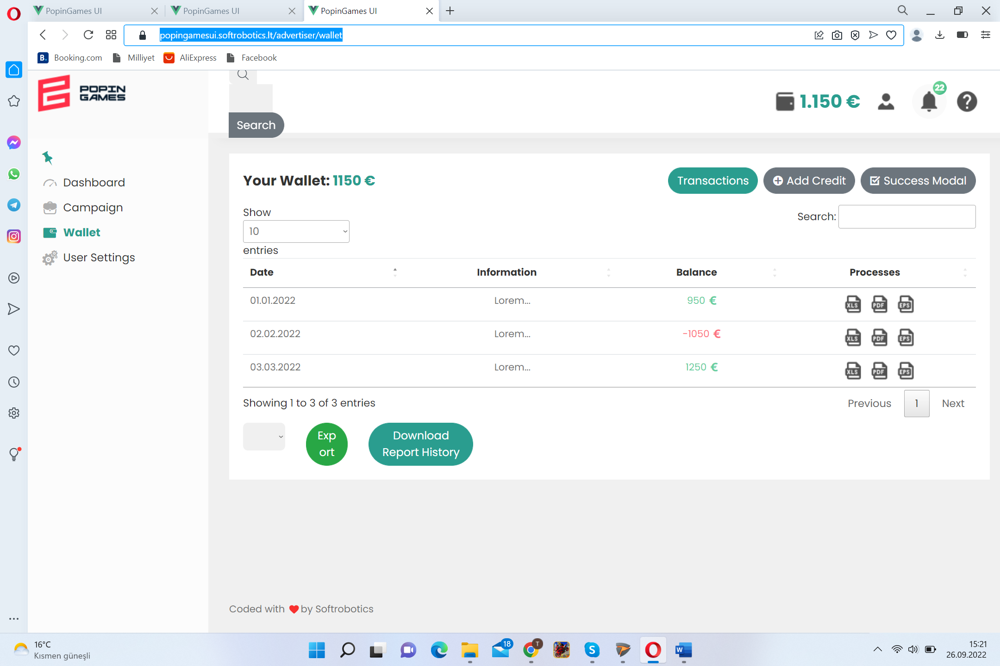 PopinGames UI
PopinGames UI
PopinGames UI
popingamesui.softrobotics.lt/advertiser/wallet
B. Booking.com
Milliyet
AliExpress
Facebook
POPIN
GAMES
1.150 €
22
Search
Dashboard
Campaign
Wallet
User Settings
Your Wallet: 1150 €
Transactions
Add Credit
Success Modal
Show
10
entries
Search:
Date Information Balance Processes
01.01.2022 Lorem... 950 € XLS PDF EPS
02.02.2022 Lorem... -1050 € XLS PDF EPS
03.03.2022 Lorem... 1250 € XLS PDF EPS
Showing 1 to 3 of 3 entries
Previous 1 Next
Exp
ort
Download
Report History
Coded with by Softrobotics
16°C
Kısmen güneşli
18
T
S
W
15:21
26.09.2022